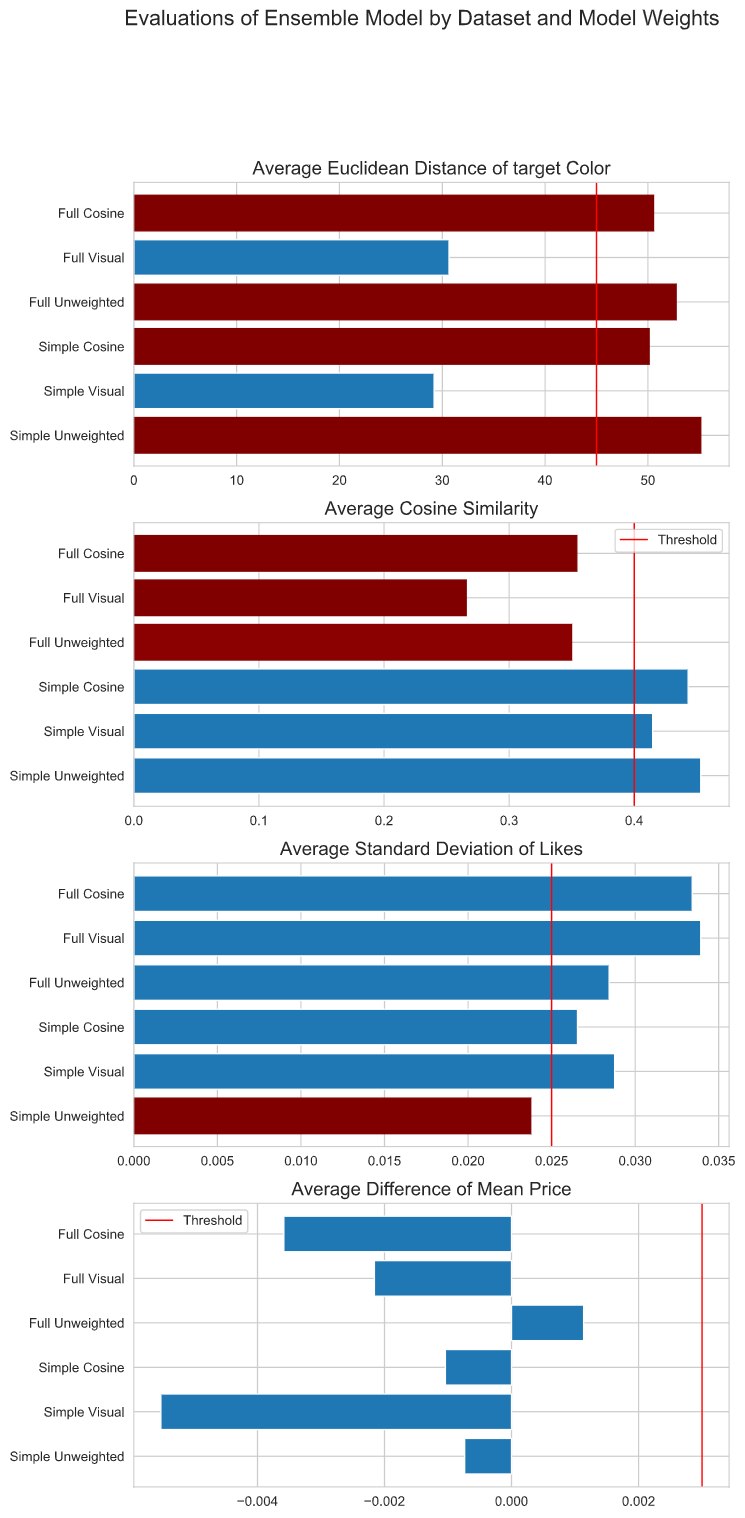 Evaluations of Ensemble Model by Dataset and Model Weights
Average Euclidean Distance of target Color
Full Cosine
Full Visual
Full Unweighted
Simple Cosine
Simple Visual
Simple Unweighted
0 10 20 30 40 50
Average Cosine Similarity
Threshold
Full Cosine
Full Visual
Full Unweighted
Simple Cosine
Simple Visual
Simple Unweighted
0.0 0.1 0.2 0.3 0.4
Average Standard Deviation of Likes
Full Cosine
Full Visual
Full Unweighted
Simple Cosine
Simple Visual
Simple Unweighted
0.000 0.005 0.010 0.015 0.020 0.025 0.030 0.035
Average Difference of Mean Price
Threshold
Full Cosine
Full Visual
Full Unweighted
Simple Cosine
Simple Visual
Simple Unweighted
−0.004 −0.002 0.000 0.002